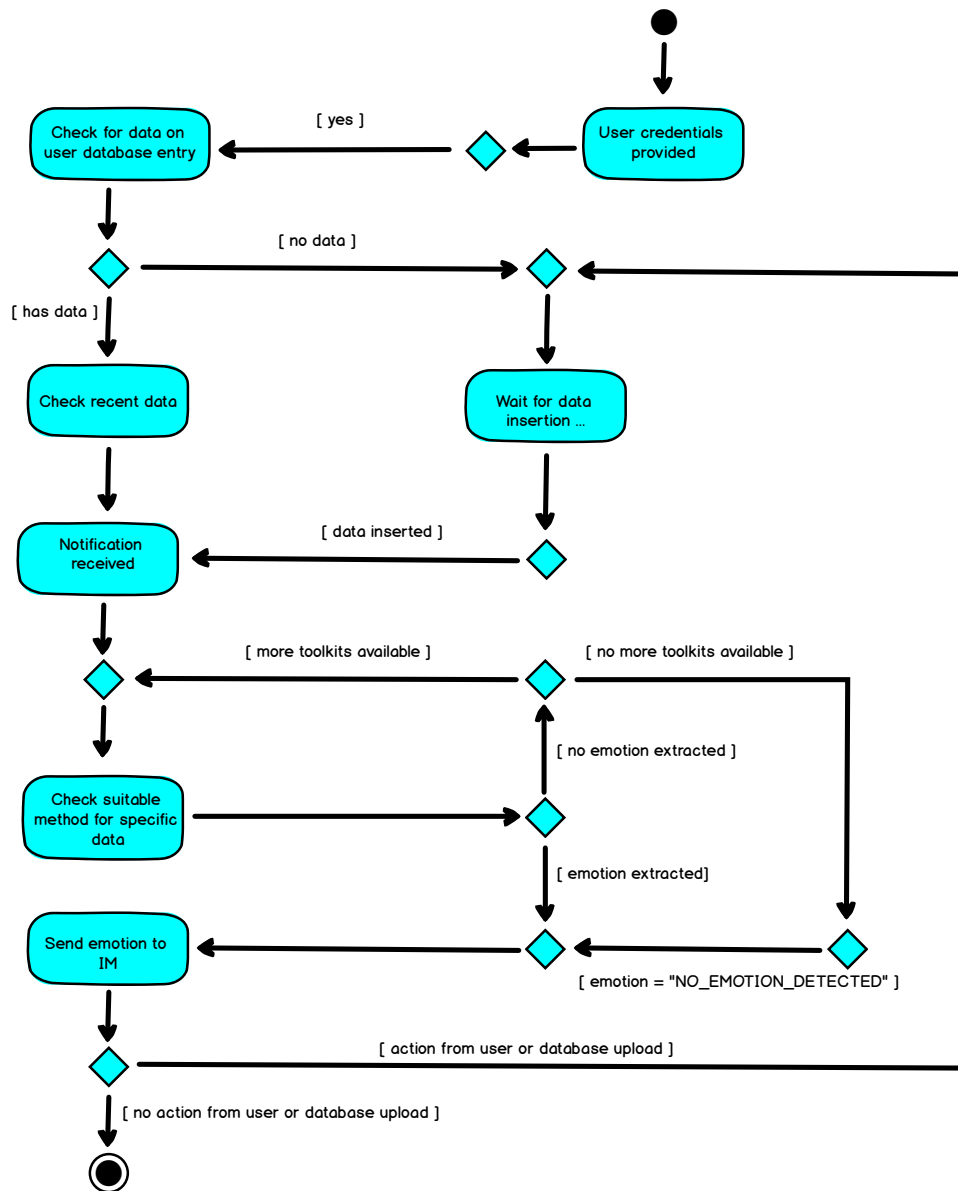 [ yes ]
Check for data on
user database entry
User credentials
provided
[ no data ]
[ has data ]
Check recent data
Wait for data
insertion ...
[ data inserted ]
Notification
received
[ more toolkits available ]
[ no more toolkits available ]
[ no emotion extracted ]
Check suitable
method for specific
data
[ emotion extracted]
Send emotion to
IM
[ emotion = "NO_EMOTION_DETECTED" ]
[ action from user or database upload ]
[ no action from user or database upload ]